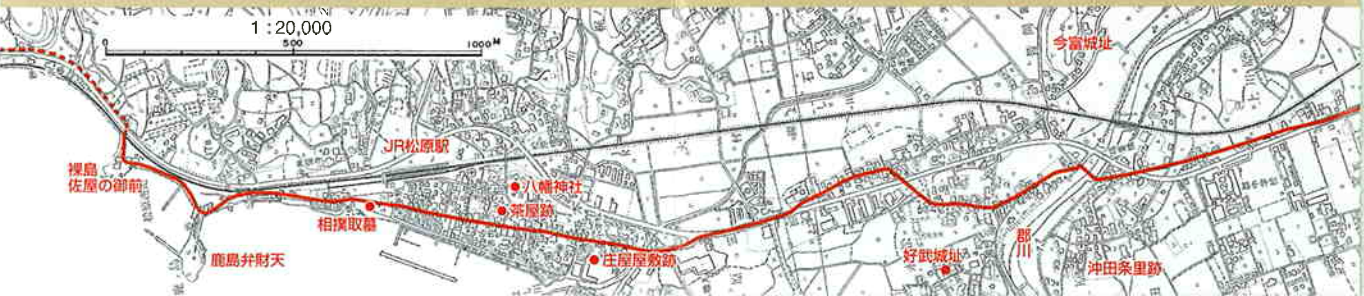 1:20,000
0 500 1000M
今富城址
JR松原駅
裸島
佐屋の御前
八幡神社
茶屋跡
相撲取墓
鹿島弁財天
庄屋屋敷跡
好武城址
郡川
沖田条里跡